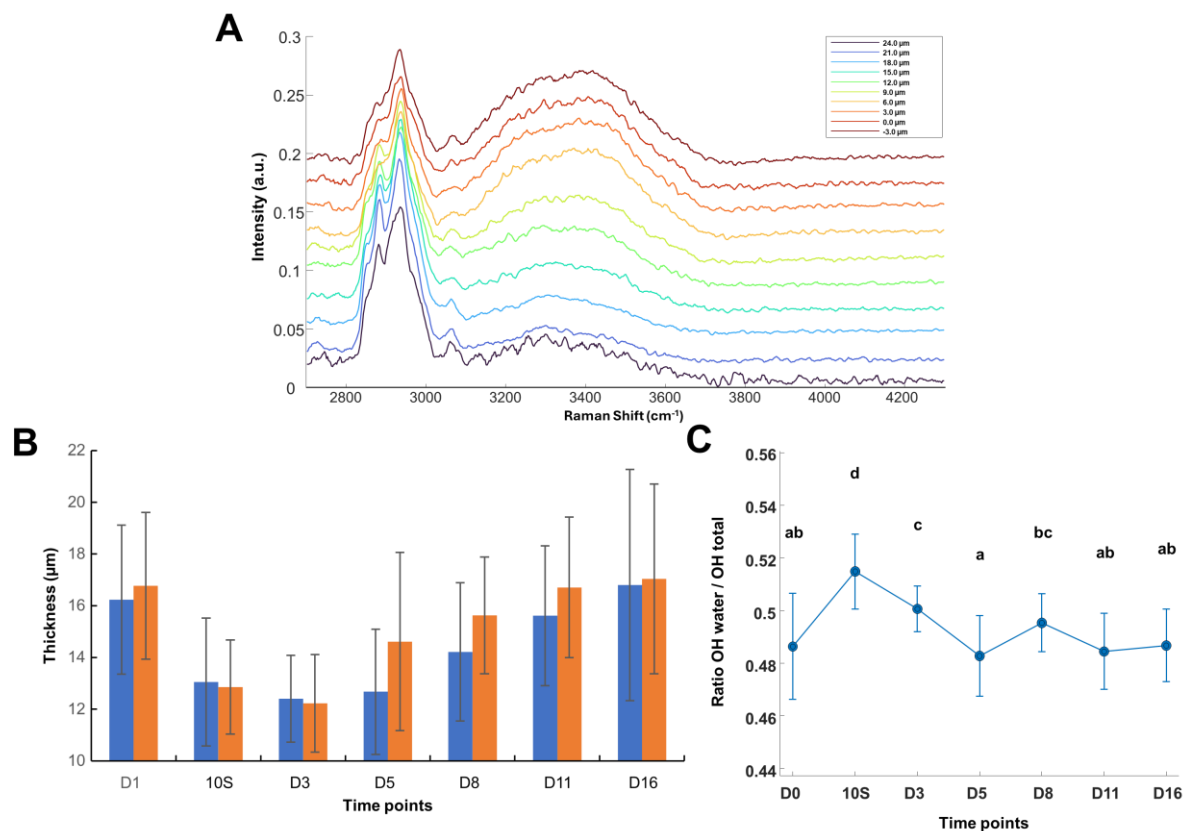 A
0.3
0.25
0.2
0.15
0.1
0.05
0
Intensity (a.u.)
24.0 µm
21.0 µm
18.0 µm
15.0 µm
12.0 µm
9.0 µm
6.0 µm
3.0 µm
0.0 µm
-3.0 µm
2800 3000 3200 3400 3600 3800 4000 4200
Raman Shift (cm⁻¹)
B
22
20
18
16
14
12
10
Thickness (µm)
D1 10S D3 D5 D8 D11 D16
Time points
C
0.56
0.54
0.52
0.5
0.48
0.46
0.44
Ratio OH water / OH total
ab d c a bc ab ab
D0 10S D3 D5 D8 D11 D16
Time points